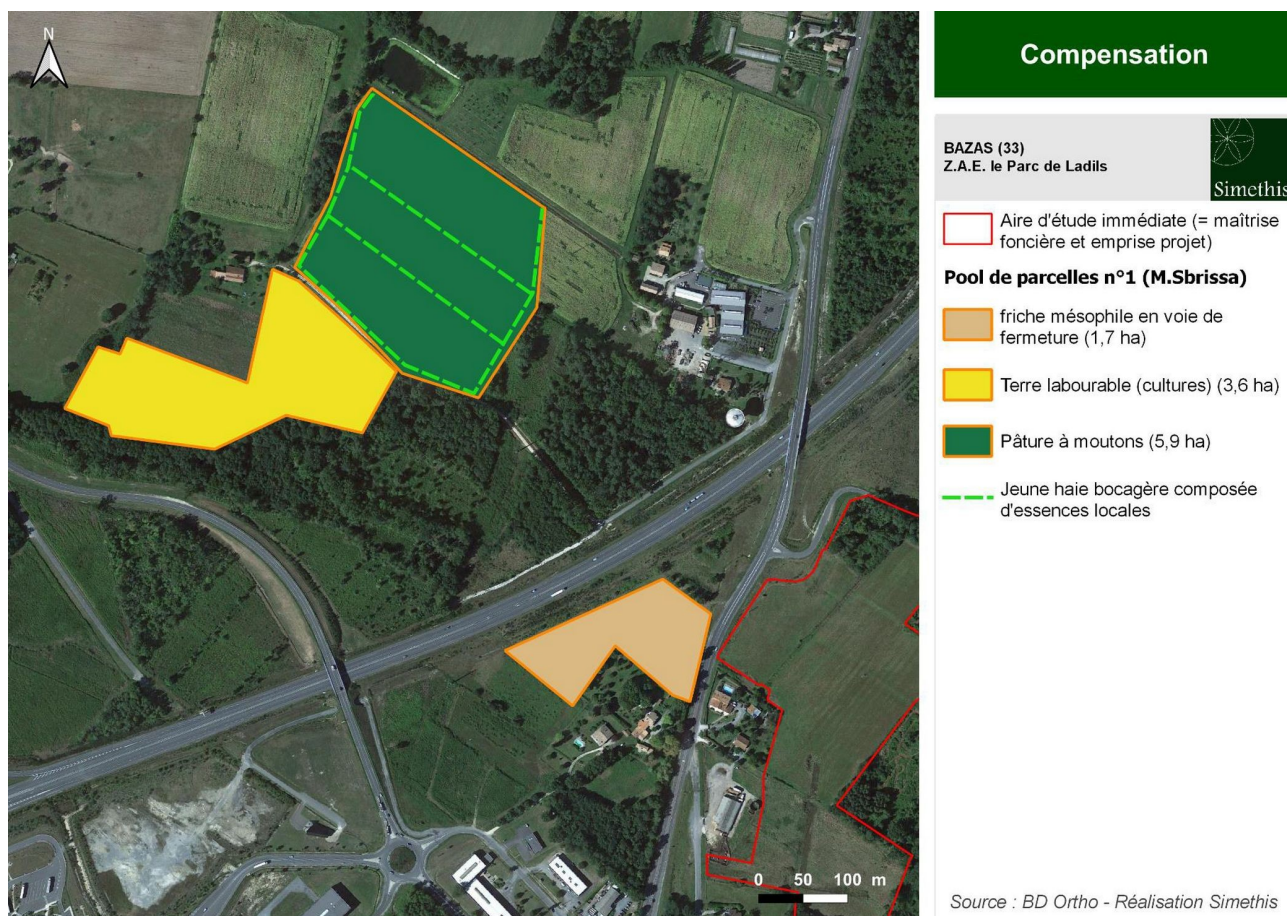 N
0 50 100 m
Compensation
BAZAS (33)
Z.A.E. le Parc de Ladils
Simethis
Aire d'étude immédiate (= maîtrise
foncière et emprise projet)
Pool de parcelles n°1 (M.Sbrissa)
friche mésophile en voie de
fermeture (1,7 ha)
Terre labourable (cultures) (3,6 ha)
Pâture à moutons (5,9 ha)
Jeune haie bocagère composée
d'essences locales
Source : BD Ortho - Réalisation Simethis